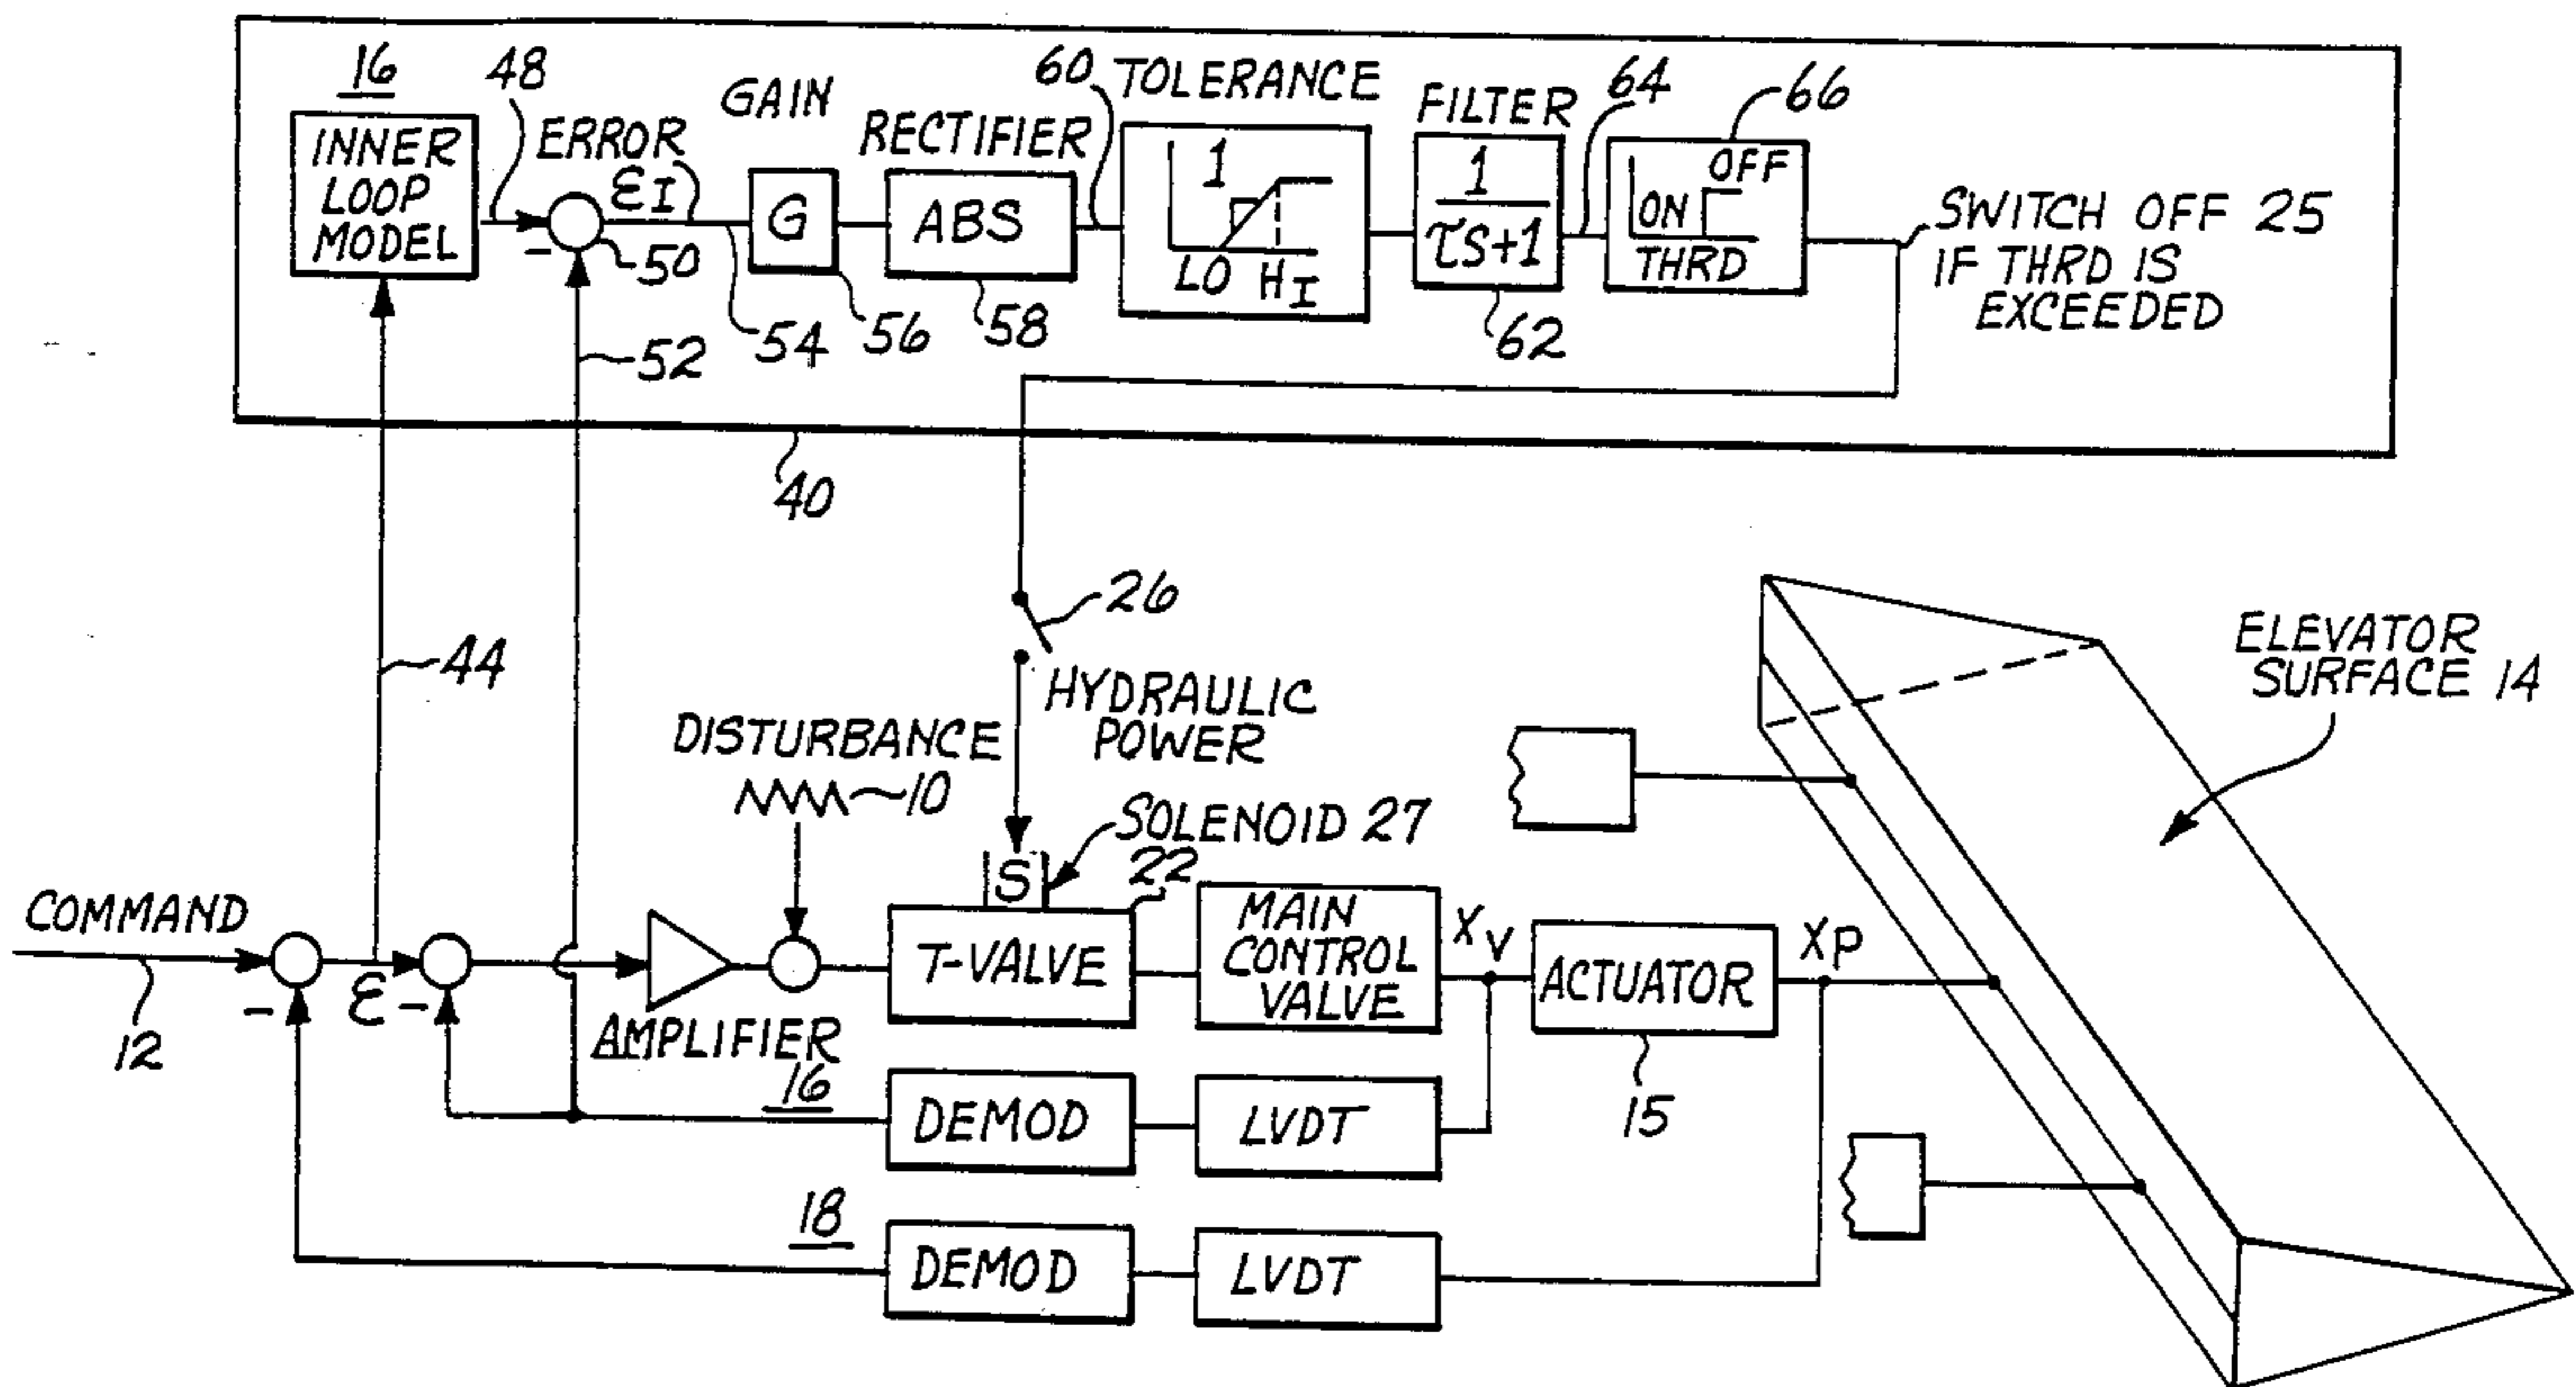 16
48
GAIN
60 TOLERANCE
FILTER
64
66
INNER
LOOP
MODEL
ERROR
εI
RECTIFIER
-
50
G
ABS
1
LO HI
1
τS+1
OFF
ON
THRD
SWITCH OFF 25
IF THRD IS
EXCEEDED
52
54
56
58
62
40
44
26
HYDRAULIC
POWER
ELEVATOR
SURFACE 14
DISTURBANCE
10
SOLENOID 27
S
22
COMMAND
12
-
ε
-
AMPLIFIER
T-VALVE
MAIN
CONTROL
VALVE
XV
ACTUATOR
XP
15
16
DEMOD
LVDT
18
DEMOD
LVDT